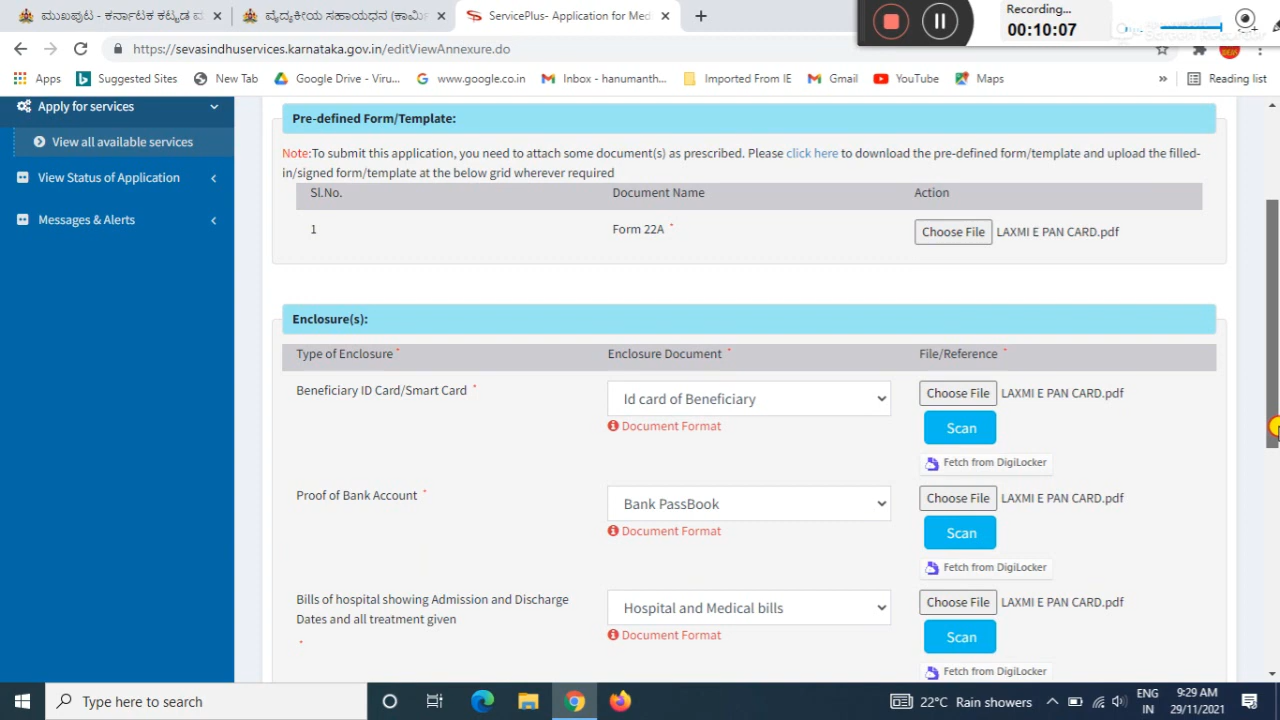 ಮುಖಪುಟ - ಕರ್ನಾಟಕ ಕಟ್ಟಡ ವ
ವೈದ್ಯಕೀಯ ಸಹಾಯಧನ (ಕಾರ್ಮಿ
ServicePlus- Application for Med
Recording...
00:10:07
https://sevasindhuservices.karnataka.gov.in/editViewAnnexure.do
Apps
Suggested Sites
New Tab
Google Drive - Viru...
www.google.co.in
Inbox - hanumanth...
Imported From IE
Gmail
YouTube
Maps
»
Reading list
Apply for services
View all available services
View Status of Application
Messages & Alerts
Pre-defined Form/Template:
Note:To submit this application, you need to attach some document(s) as prescribed. Please click here to download the pre-defined form/template and upload the filled-
in/signed form/template at the below grid wherever required
Sl.No. Document Name Action
1 Form 22A * Choose File LAXMI E PAN CARD.pdf
Enclosure(s):
Type of Enclosure * Enclosure Document * File/Reference *
Beneficiary ID Card/Smart Card * Id card of Beneficiary Choose File LAXMI E PAN CARD.pdf
Document Format Scan
Fetch from DigiLocker
Proof of Bank Account * Bank PassBook Choose File LAXMI E PAN CARD.pdf
Document Format Scan
Fetch from DigiLocker
Bills of hospital showing Admission and Discharge
Dates and all treatment given
*
Hospital and Medical bills Choose File LAXMI E PAN CARD.pdf
Document Format Scan
Fetch from DigiLocker
Type here to search
22°C Rain showers
ENG
IN
9:29 AM
29/11/2021